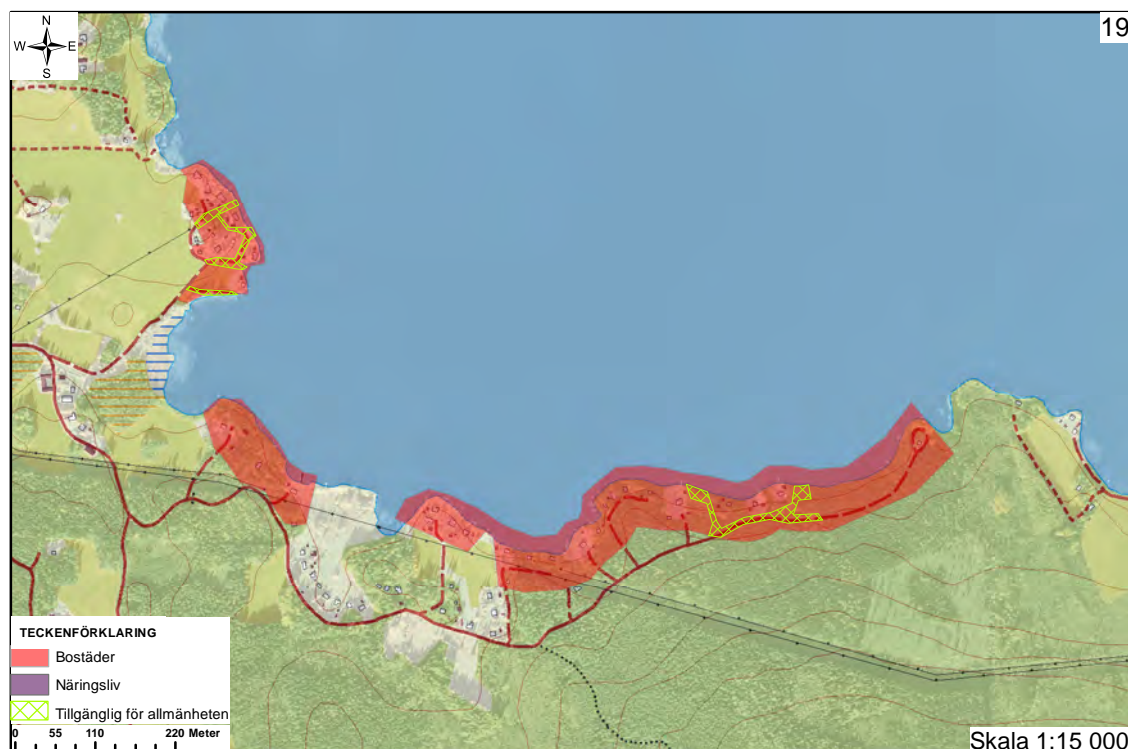 N
19
W E
S
TECKENFÖRKLARING
Bostäder
Näringsliv
Tillgänglig för allmänheten
0 55 110 220 Meter
Skala 1:15 000